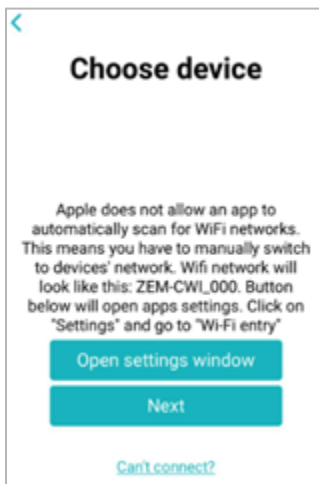 Choose device
Apple does not allow an app to
automatically scan for WiFi networks.
This means you have to manually switch
to devices' network. Wifi network will
look like this: ZEM-CWI_000. Button
below will open apps settings. Click on
"Settings" and go to "Wi-Fi entry"
Open settings window
Next
Can't connect?